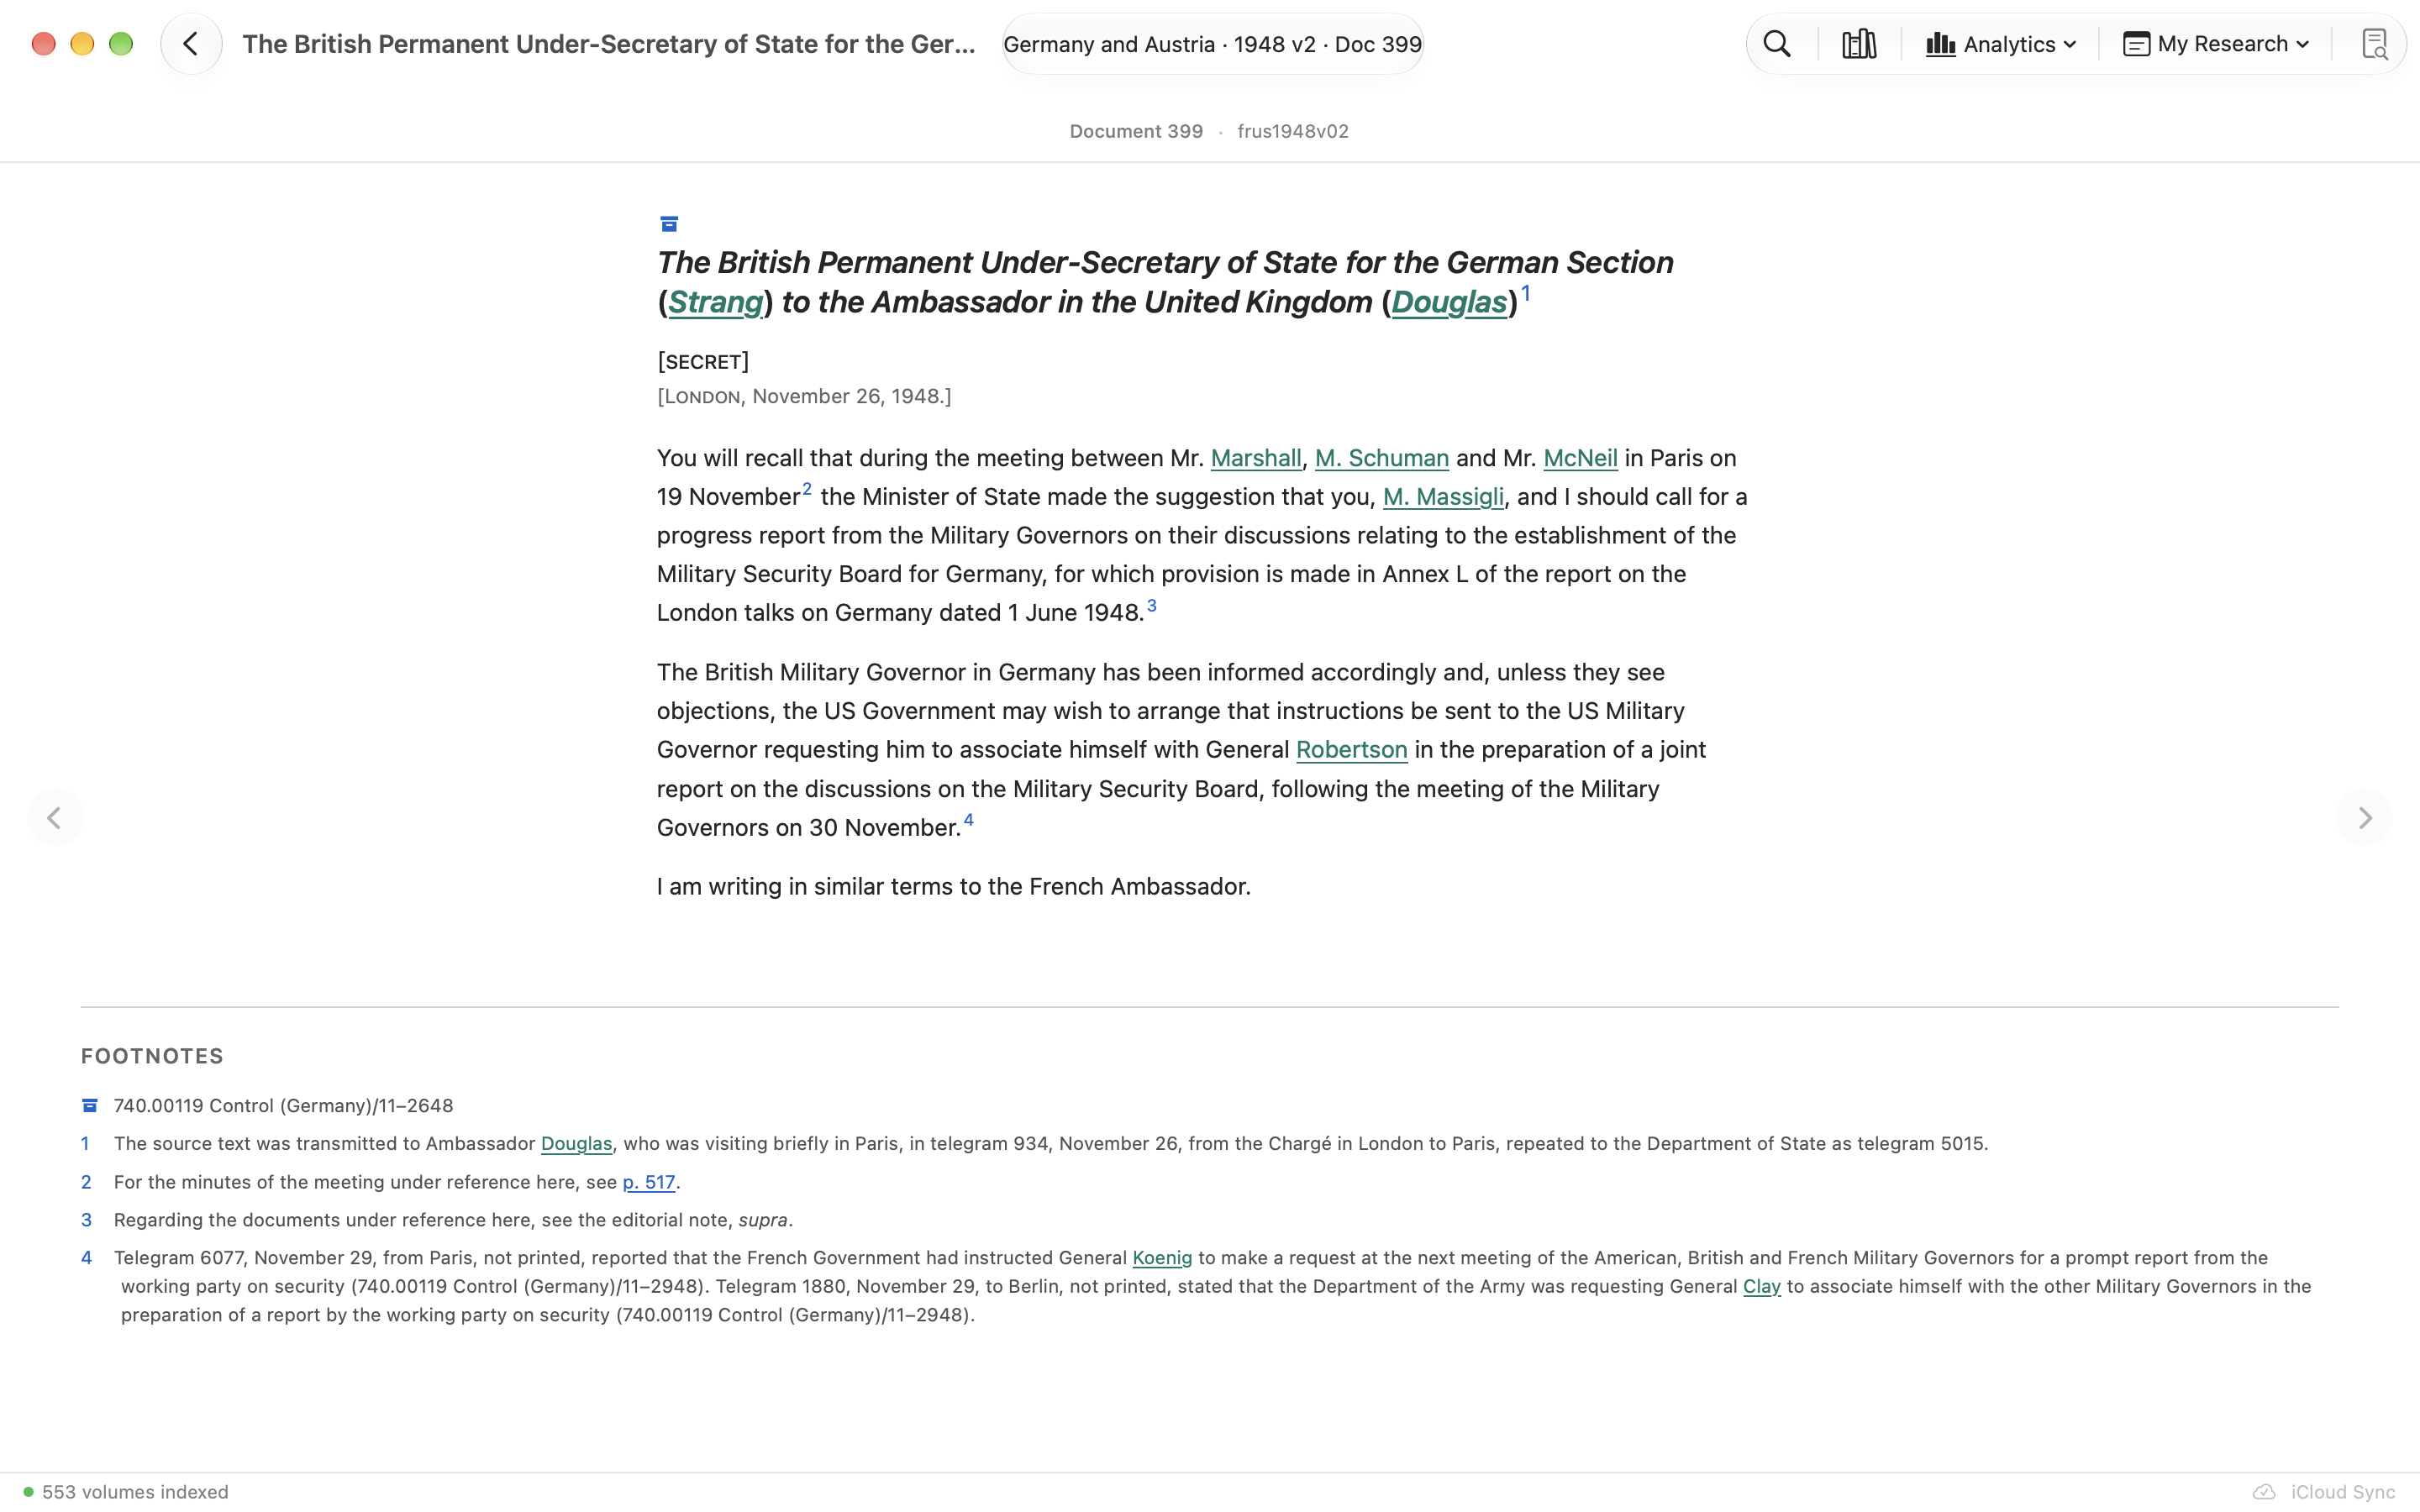 The British Permanent Under-Secretary of State for the Ger...
Germany and Austria · 1948 v2 · Doc 399
Analytics
My Research
Document 399 · frus1948v02
The British Permanent Under-Secretary of State for the German Section
(Strang) to the Ambassador in the United Kingdom (Douglas)1
[SECRET]
[LONDON, November 26, 1948.]
You will recall that during the meeting between Mr. Marshall, M. Schuman and Mr. McNeil in Paris on
19 November2 the Minister of State made the suggestion that you, M. Massigli, and I should call for a
progress report from the Military Governors on their discussions relating to the establishment of the
Military Security Board for Germany, for which provision is made in Annex L of the report on the
London talks on Germany dated 1 June 1948.3
The British Military Governor in Germany has been informed accordingly and, unless they see
objections, the US Government may wish to arrange that instructions be sent to the US Military
Governor requesting him to associate himself with General Robertson in the preparation of a joint
report on the discussions on the Military Security Board, following the meeting of the Military
Governors on 30 November.4
I am writing in similar terms to the French Ambassador.
FOOTNOTES
740.00119 Control (Germany)/11–2648
1 The source text was transmitted to Ambassador Douglas, who was visiting briefly in Paris, in telegram 934, November 26, from the Chargé in London to Paris, repeated to the Department of State as telegram 5015.
2 For the minutes of the meeting under reference here, see p. 517.
3 Regarding the documents under reference here, see the editorial note, supra.
4 Telegram 6077, November 29, from Paris, not printed, reported that the French Government had instructed General Koenig to make a request at the next meeting of the American, British and French Military Governors for a prompt report from the
working party on security (740.00119 Control (Germany)/11–2948). Telegram 1880, November 29, to Berlin, not printed, stated that the Department of the Army was requesting General Clay to associate himself with the other Military Governors in the
preparation of a report by the working party on security (740.00119 Control (Germany)/11–2948).
553 volumes indexed
iCloud Sync